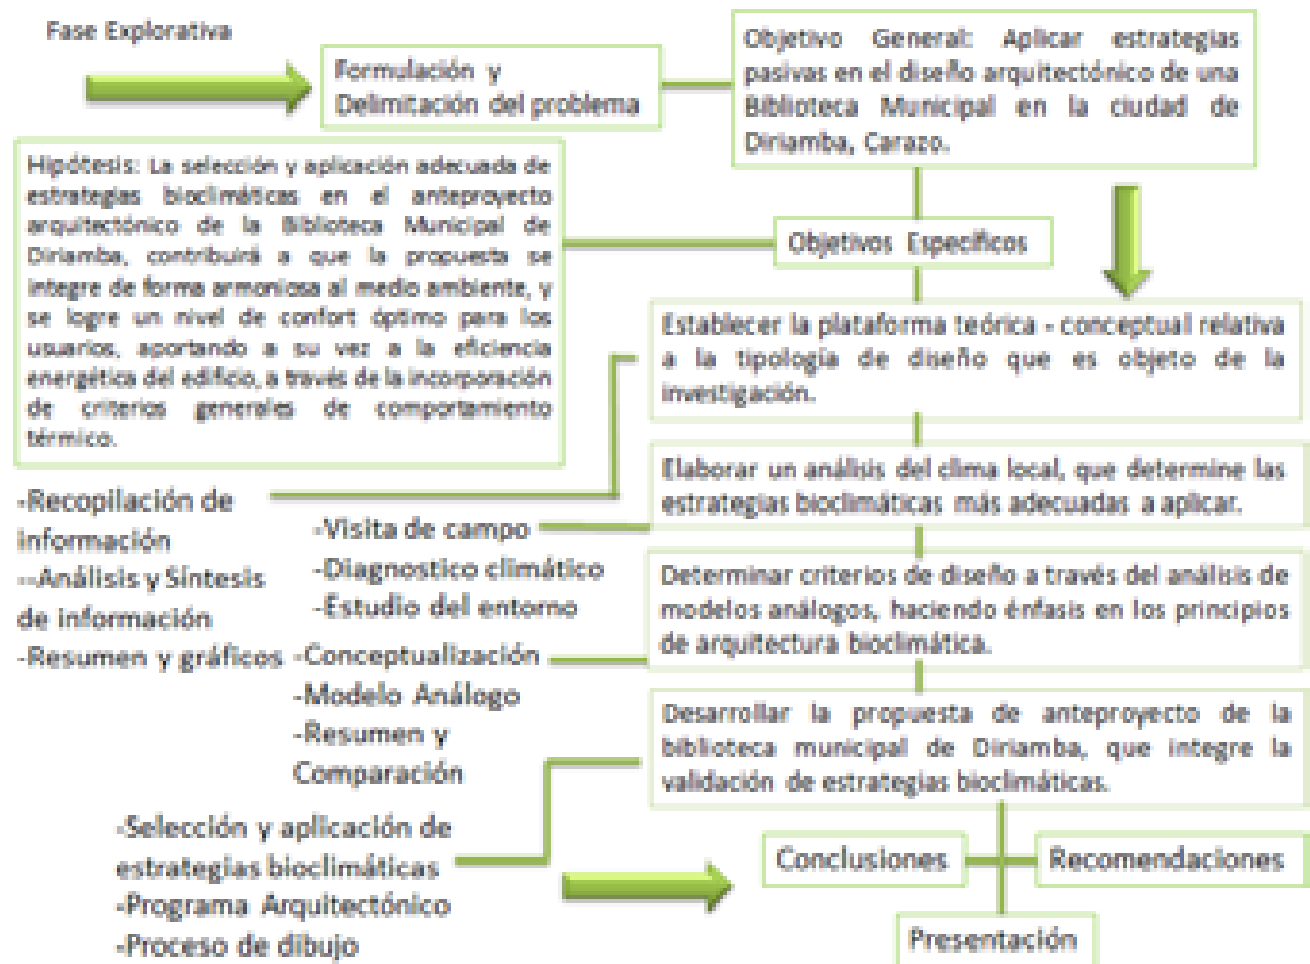 Fase Explorativa
Formulación y
Delimitación del problema
Objetivo General: Aplicar estrategias
pasivas en el diseño arquitectónico de una
Biblioteca Municipal en la ciudad de
Diriamba, Carazo.
Hipótesis: La selección y aplicación adecuada de
estrategias bioclimáticas en el anteproyecto
arquitectónico de la Biblioteca Municipal de
Diriamba, contribuirá a que la propuesta se
integre de forma armoniosa al medio ambiente, y
se logre un nivel de confort óptimo para los
usuarios, aportando a su vez a la eficiencia
energética del edificio, a través de la incorporación
de criterios generales de comportamiento
térmico.
Objetivos Específicos
Establecer la plataforma teórica - conceptual relativa
a la tipología de diseño que es objeto de la
investigación.
Elaborar un análisis del clima local, que determine las
estrategias bioclimáticas más adecuadas a aplicar.
Determinar criterios de diseño a través del análisis de
modelos análogos, haciendo énfasis en los principios
de arquitectura bioclimática.
Desarrollar la propuesta de anteproyecto de la
biblioteca municipal de Diriamba, que integre la
validación de estrategias bioclimáticas.
-Recopilación de
información
--Análisis y Síntesis
de información
-Resumen y gráficos
-Visita de campo
-Diagnostico climático
-Estudio del entorno
-Conceptualización
-Modelo Análogo
-Resumen y
Comparación
-Selección y aplicación de
estrategias bioclimáticas
-Programa Arquitectónico
-Proceso de dibujo
Conclusiones
Recomendaciones
Presentación